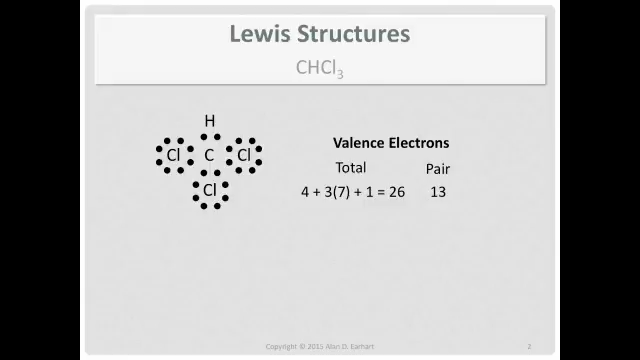 Lewis Structures
CHCl₃
H
Cl C Cl
Cl
Valence Electrons
Total Pair
4 + 3(7) + 1 = 26 13
Copyright © 2015 Alan D. Earhart 2